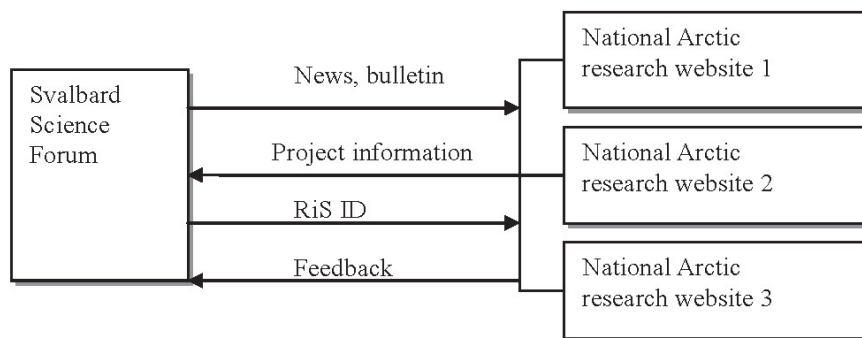 Svalbard
Science
Forum
News, bulletin
Project information
RiS ID
Feedback
National Arctic
research website 1
National Arctic
research website 2
National Arctic
research website 3